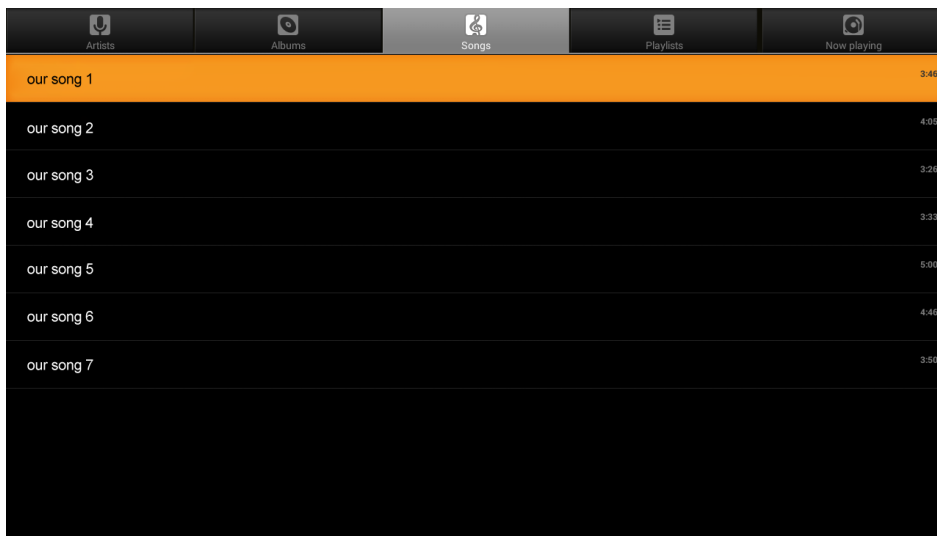 Artists Albums Songs Playlists Now playing
our song 1 3:46
our song 2 4:05
our song 3 3:26
our song 4 3:33
our song 5 5:00
our song 6 4:46
our song 7 3:50